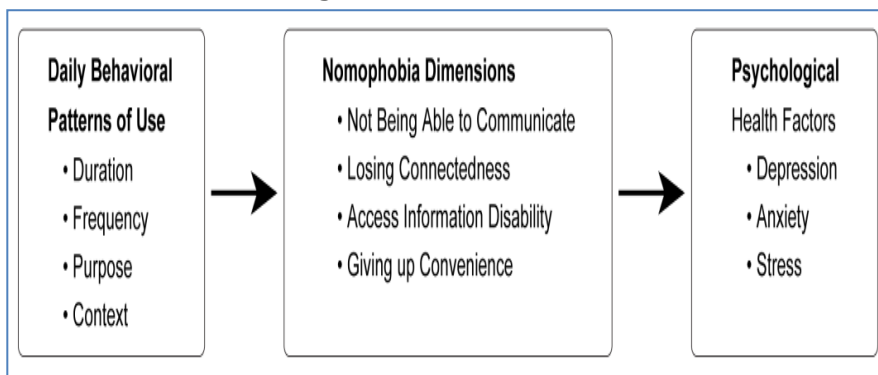 Daily Behavioral
Patterns of Use
• Duration
• Frequency
• Purpose
• Context
Nomophobia Dimensions
• Not Being Able to Communicate
• Losing Connectedness
• Access Information Disability
• Giving up Convenience
Psychological
Health Factors
• Depression
• Anxiety
• Stress